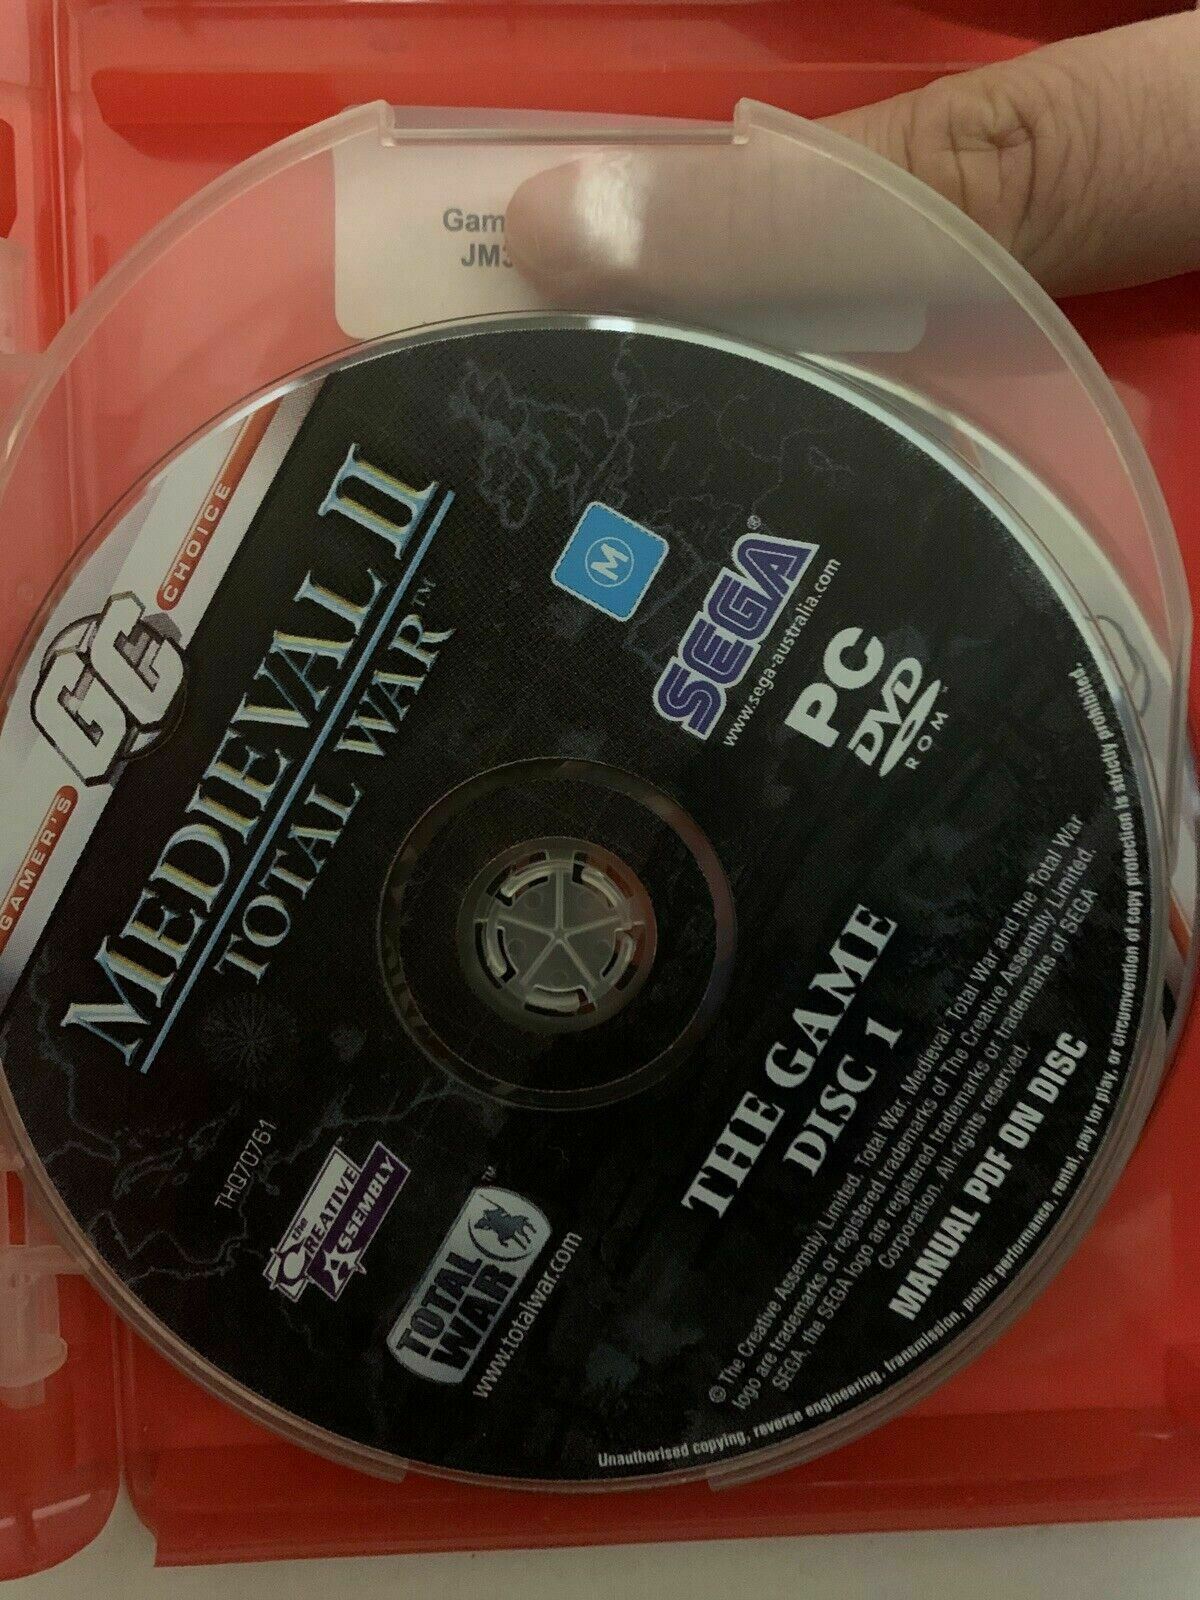 Gam
JM3
GAMER'S
GC
CHOICE
MEDIEVAL II
TOTAL WAR™
M
SEGA®
www.sega-australia.com
PC
DVD
ROM
THE GAME
DISC 1
THQ70761
the
CREATIVE
ASSEMBLY
TOTAL
WAR™
www.totalwar.com
© The Creative Assembly Limited. Total War, Medieval: Total War and the Total War
logo are trademarks or registered trademarks of The Creative Assembly Limited.
SEGA, the SEGA logo are registered trademarks or trademarks of SEGA
Corporation. All rights reserved.
MANUAL PDF ON DISC
Unauthorised copying, reverse engineering, transmission, public performance, rental, pay for play, or circumvention of copy protection is strictly prohibited.